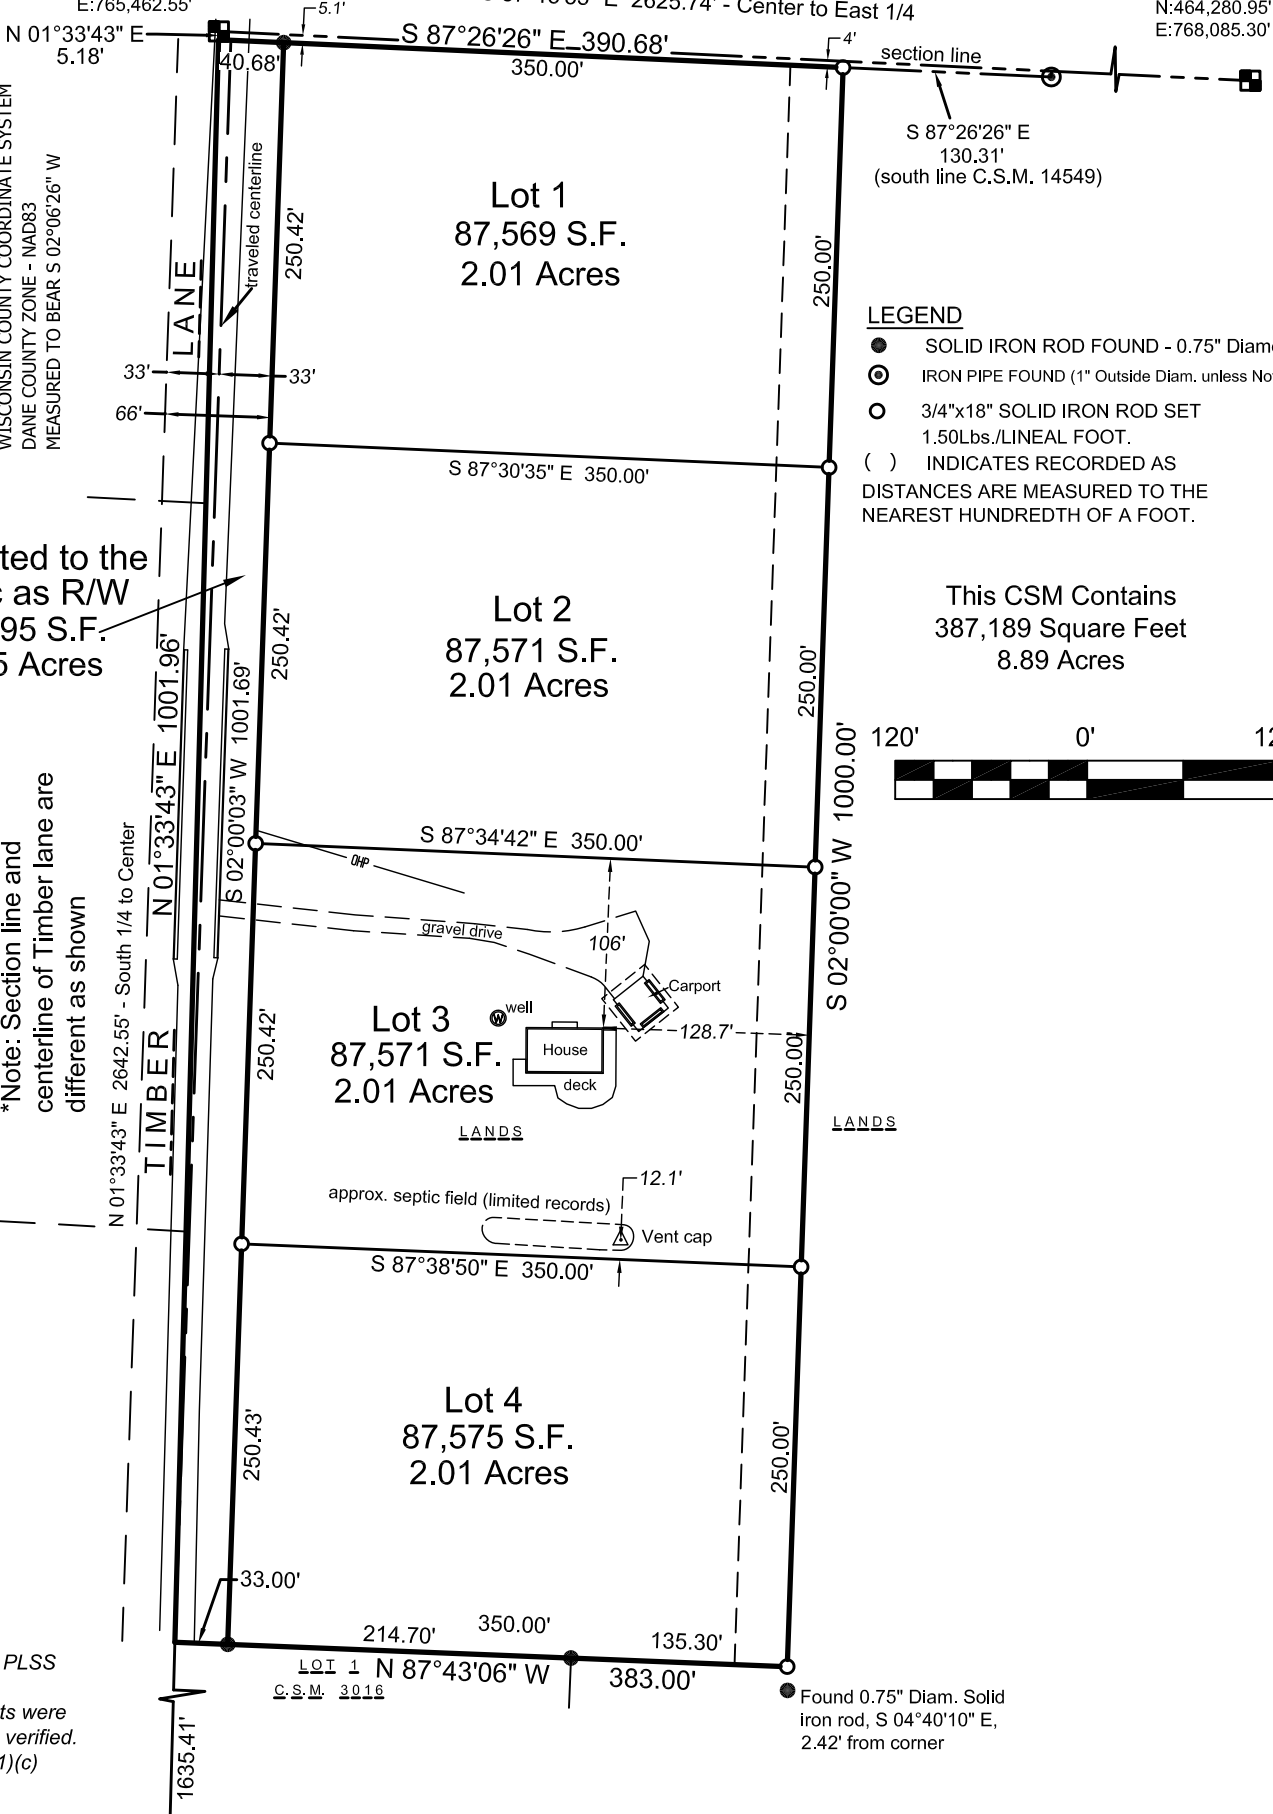 E:765,462.55'
N 01°33'43" E
5.18'
5.1'
2625.74' - Center to East 1/4
N:464,280.95'
E:768,085.30'
S 87°26'26" E 390.68'
40.68'
350.00'
4'
section line
S 87°26'26" E
130.31'
(south line C.S.M. 14549)
WISCONSIN COUNTY COORDINATE SYSTEM
DANE COUNTY ZONE - NAD83
MEASURED TO BEAR S 02°06'26" W
traveled centerline
LANE
33'
33'
66'
250.42'
Lot 1
87,569 S.F.
2.01 Acres
250.00'
LEGEND
SOLID IRON ROD FOUND - 0.75"
IRON PIPE FOUND (1" Outside Diam. unless
3/4"x18" SOLID IRON ROD SET
1.50Lbs./LINEAL FOOT.
( ) INDICATES RECORDED AS
DISTANCES ARE MEASURED TO THE
NEAREST HUNDREDTH OF A FOOT.
S 87°30'35" E 350.00'
ted to the
as R/W
95 S.F.
Acres
250.42'
Lot 2
87,571 S.F.
2.01 Acres
250.00'
This CSM Contains
387,189 Square Feet
8.89 Acres
120'
0'
N 01°33'43" E 1001.96'
S 02°00'03" W 1001.69'
S 02°00'00" W 1000.00'
S 87°34'42" E 350.00'
OHP
gravel drive
106'
Carport
well
W
128.7'
House
deck
250.42'
Lot 3
87,571 S.F.
2.01 Acres
LANDS
250.00'
LANDS
*Note: Section line and
centerline of Timber lane are
different as shown
N 01°33'43" E 2642.55' - South 1/4 to Center
TIMBER
12.1'
approx. septic field (limited records)
Vent cap
S 87°38'50" E 350.00'
250.43'
Lot 4
87,575 S.F.
2.01 Acres
250.00'
33.00'
214.70'
350.00'
135.30'
LOT 1
C.S.M. 3016
N 87°43'06" W
383.00'
Found 0.75" Diam. Solid
iron rod, S 04°40'10" E,
2.42' from corner
PLSS
ts were
verified.
1)(c)
1635.41'